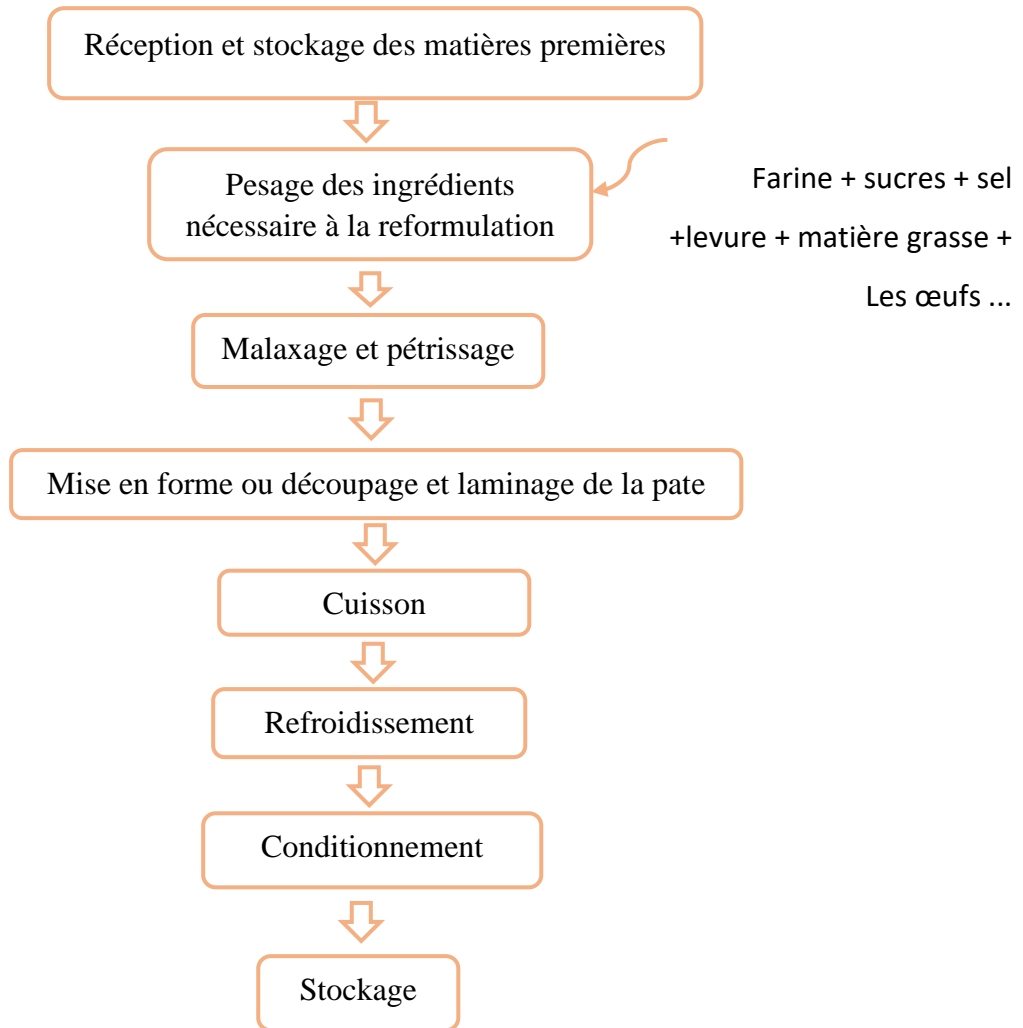 Réception et stockage des matières premières
Pesage des ingrédients
nécessaire à la reformulation
Farine + sucres + sel
+levure + matière grasse +
Les œufs ...
Malaxage et pétrissage
Mise en forme ou découpage et laminage de la pate
Cuisson
Refroidissement
Conditionnement
Stockage